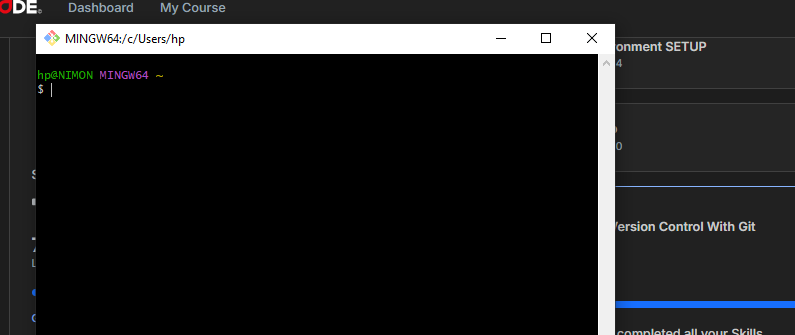 ODE. Dashboard My Course
MINGW64:/c/Users/hp
onment SETUP
4
hp@NIMON MINGW64 ~
$
0
ersion Control With Git
completed all your Skills